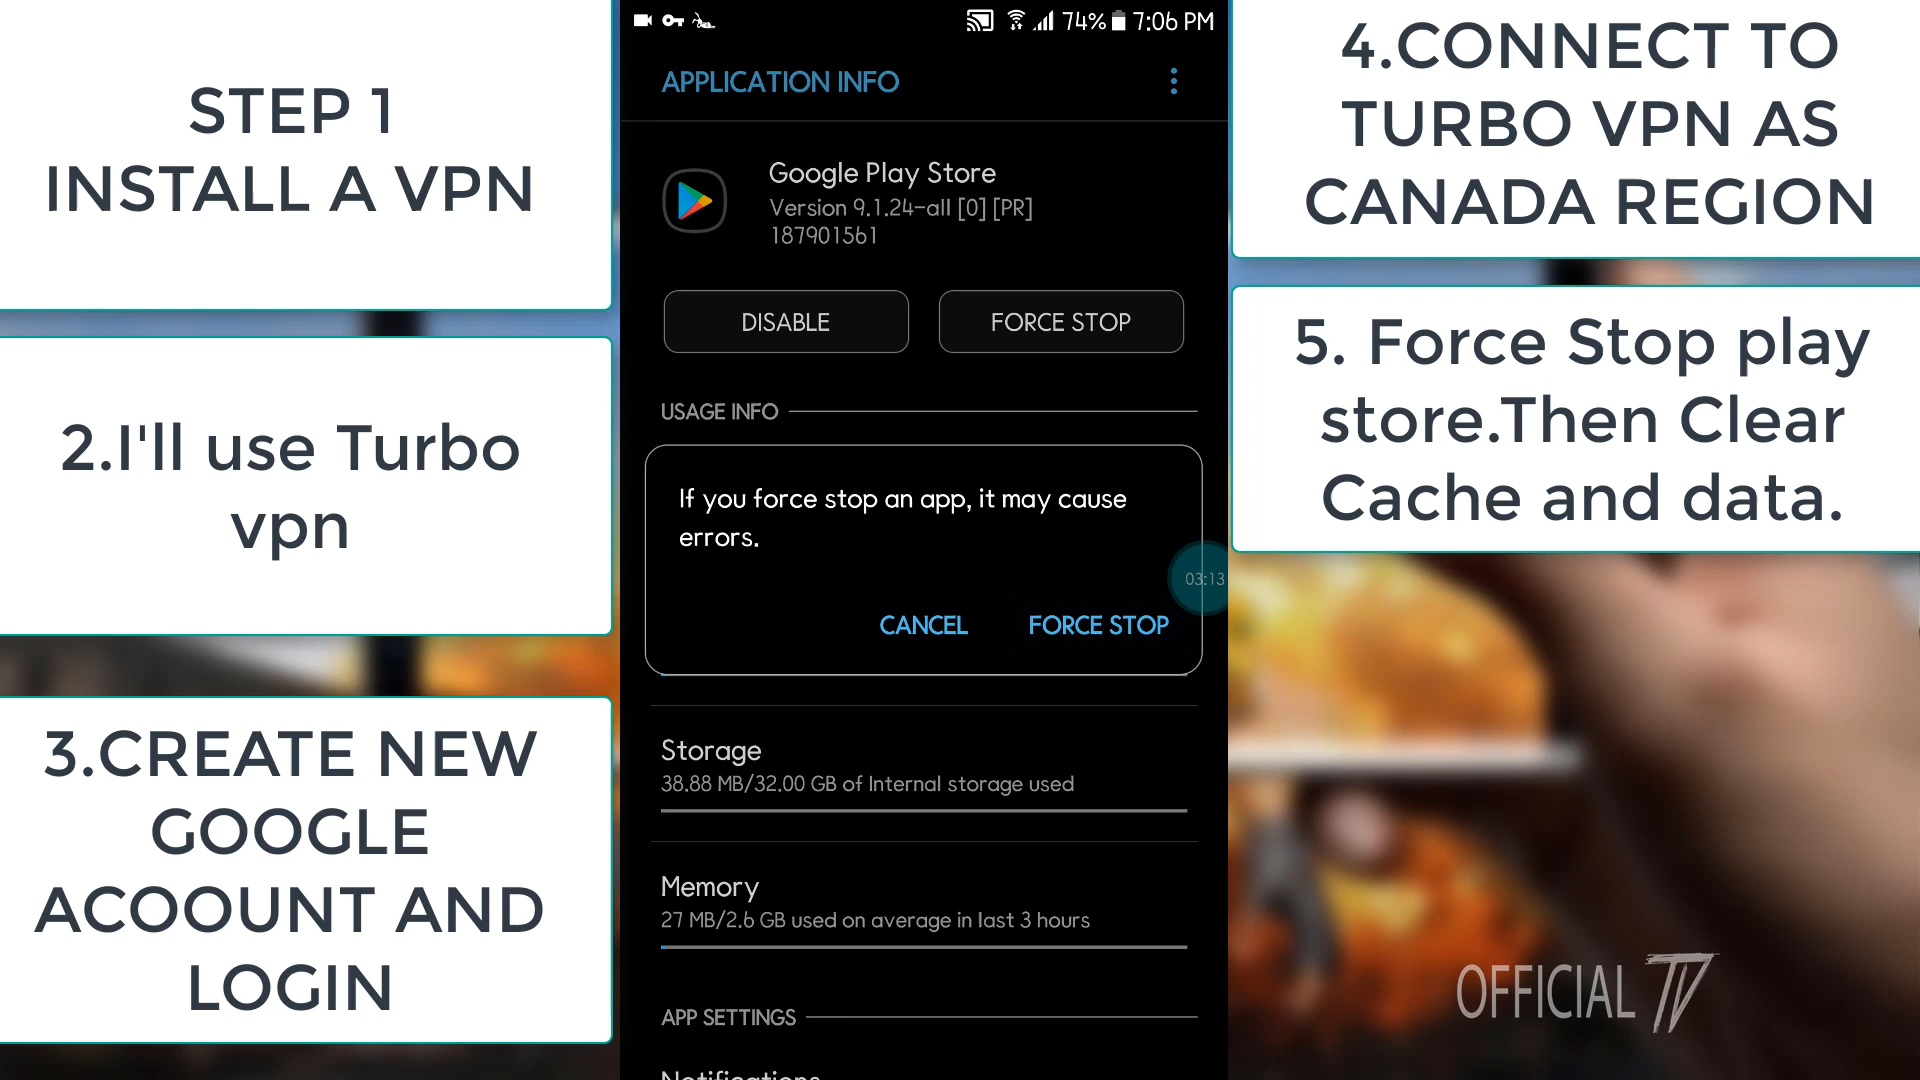 STEP 1
INSTALL A VPN
2.I'll use Turbo
vpn
3.CREATE NEW
GOOGLE
ACOOUNT AND
LOGIN
74% 7:06 PM
APPLICATION INFO
Google Play Store
Version 9.1.24-all [0] [PR]
187901561
DISABLE
FORCE STOP
USAGE INFO
If you force stop an app, it may cause
errors.
03:13
CANCEL
FORCE STOP
Storage
38.88 MB/32.00 GB of Internal storage used
Memory
27 MB/2.6 GB used on average in last 3 hours
APP SETTINGS
Notifications
4.CONNECT TO
TURBO VPN AS
CANADA REGION
5. Force Stop play
store.Then Clear
Cache and data.
OFFICIAL TV